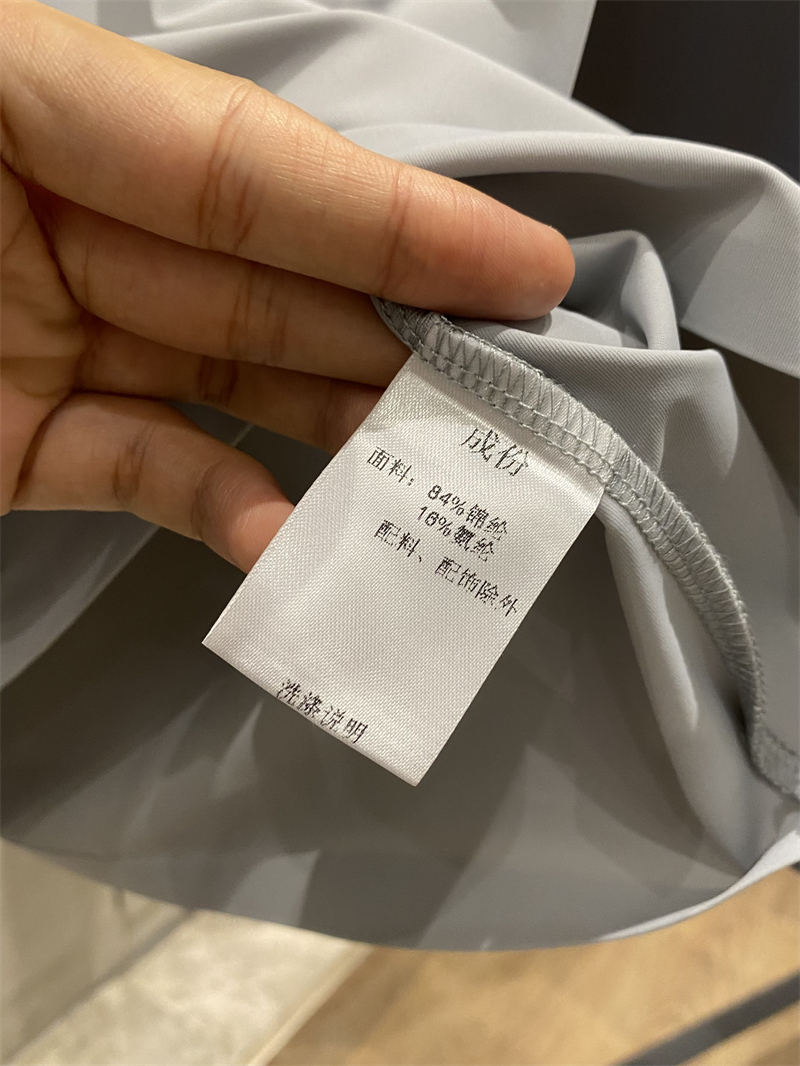 成份
面料：84%锦纶
16%氨纶
配料、配饰除外
洗涤说明